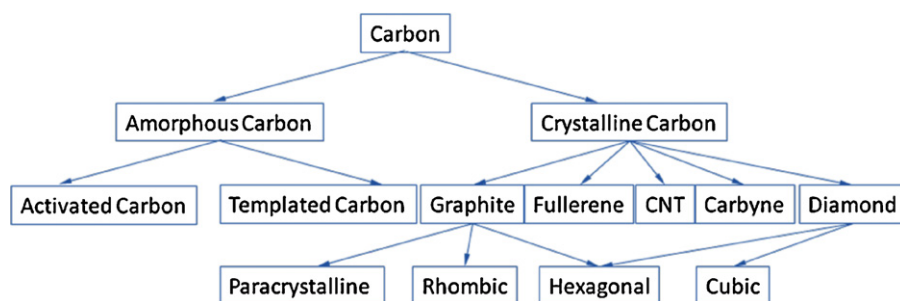 Carbon
Amorphous Carbon
Crystalline Carbon
Activated Carbon
Templated Carbon
Graphite
Fullerene
CNT
Carbyne
Diamond
Paracrystalline
Rhombic
Hexagonal
Cubic